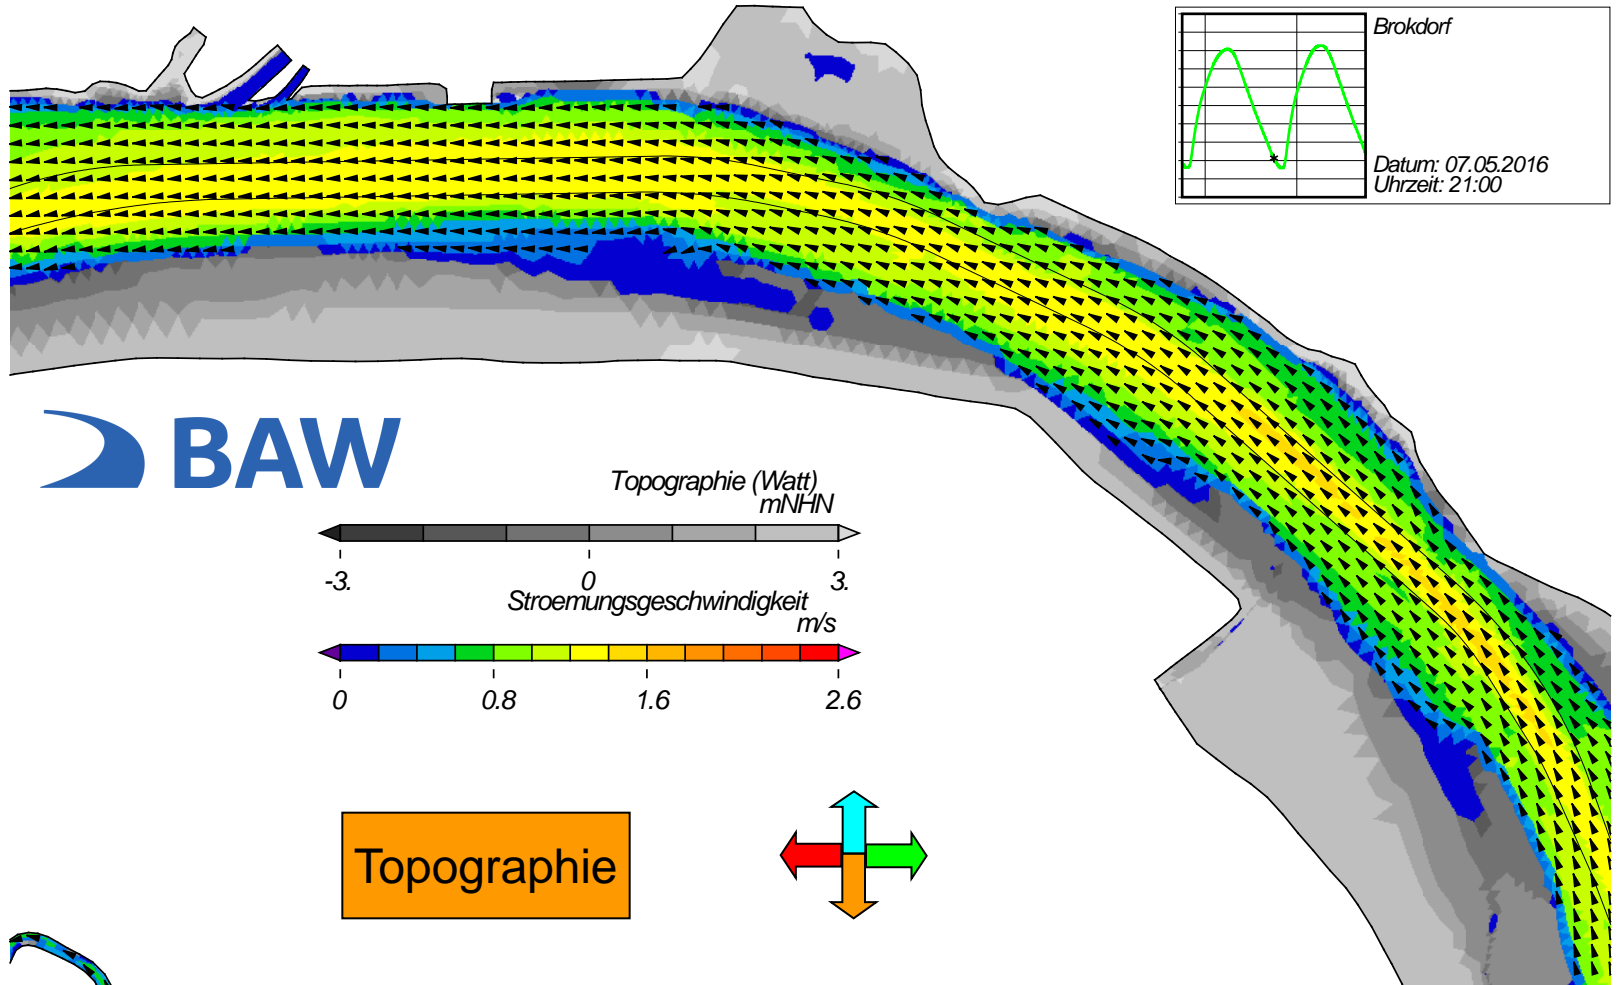 Brokdorf
Datum: 07.05.2016
Uhrzeit: 21:00
BAW
Topographie (Watt)
mNHN
-3. 0 3.
Stroemungsgeschwindigkeit
m/s
0 0.8 1.6 2.6
Topographie